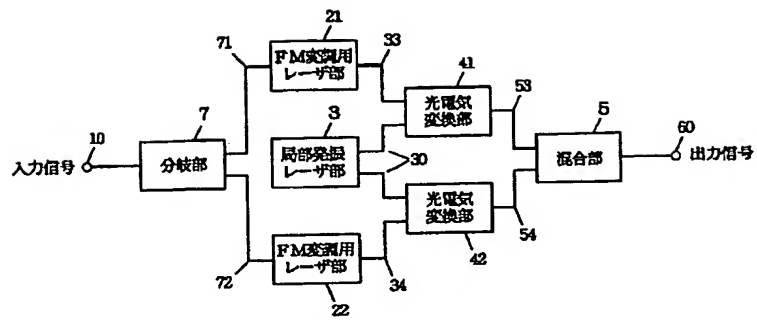 21
71
FM変調用
レーザ部
33
41
光電気
変換部
53
10
7
3
5
60
入力信号
分岐部
局部発振
レーザ部
30
混合部
出力信号
光電気
変換部
54
42
72
FM変調用
レーザ部
34
22